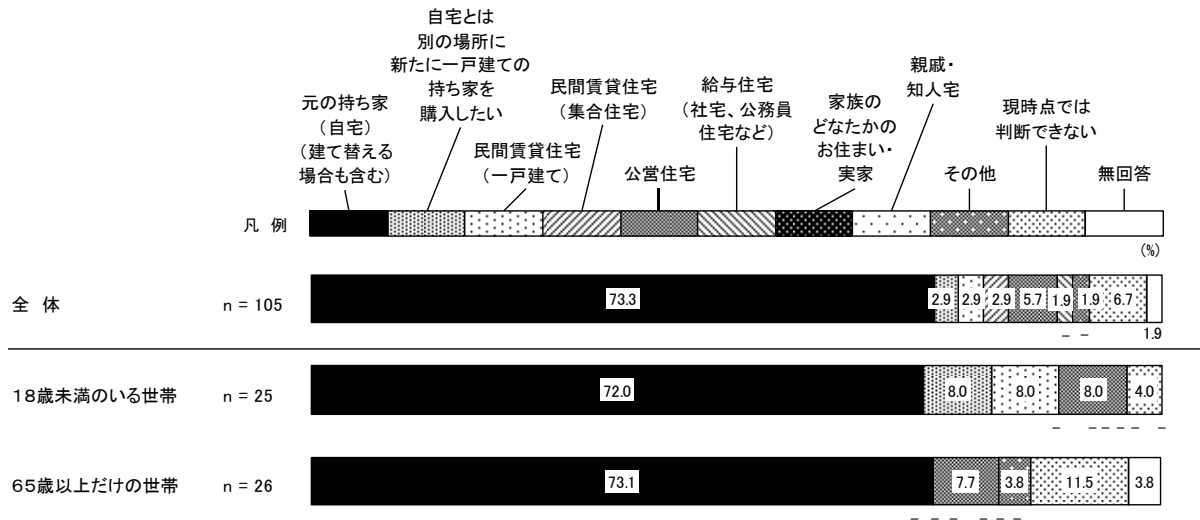 自宅とは
別の場所に
新たに一戸建ての
持ち家を
購入したい
元の持ち家
（自宅）
（建て替える
場合も含む）
民間賃貸住宅
（一戸建て）
民間賃貸住宅
（集合住宅）
公営住宅
給与住宅
（社宅、公務員
住宅など）
家族の
どなたかの
お住まい・
実家
親戚・
知人宅
その他
現時点では
判断できない
無回答
凡 例
(%)
全 体 n = 105 73.3 2.9 2.9 2.9 5.7 1.9 1.9 6.7
－ － 1.9
18歳未満のいる世帯 n = 25 72.0 8.0 8.0 8.0 4.0
－ － － － － －
65歳以上だけの世帯 n = 26 73.1 7.7 3.8 11.5 3.8
－ － － － － －